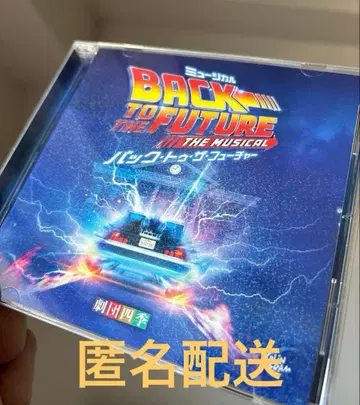 ミュージカル
BACK
TO
THE FUTURE
THE MUSICAL
バック・トゥ・ザ・フューチャー
劇団四季
匿名配送